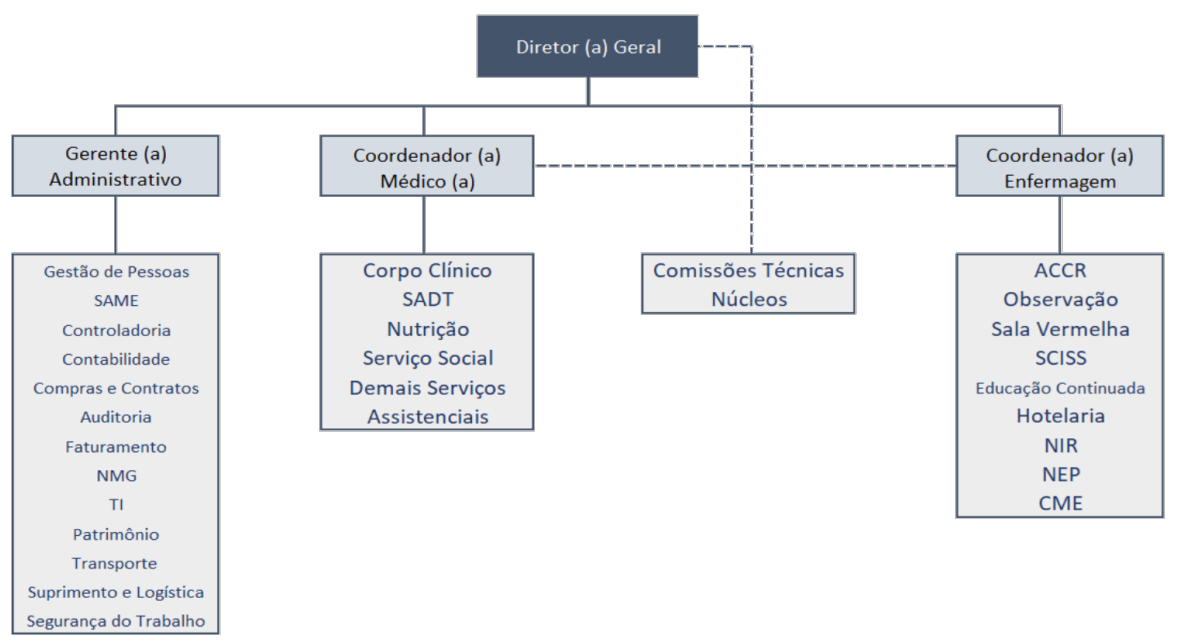 Diretor (a) Geral
Gerente (a)
Administrativo
Coordenador (a)
Médico (a)
Coordenador (a)
Enfermagem
Gestão de Pessoas
SAME
Controladoria
Contabilidade
Compras e Contratos
Auditoria
Faturamento
NMG
TI
Patrimônio
Transporte
Suprimento e Logística
Segurança do Trabalho
Corpo Clínico
SADT
Nutrição
Serviço Social
Demais Serviços
Assistenciais
Comissões Técnicas
Núcleos
ACCR
Observação
Sala Vermelha
SCISS
Educação Continuada
Hotelaria
NIR
NEP
CME